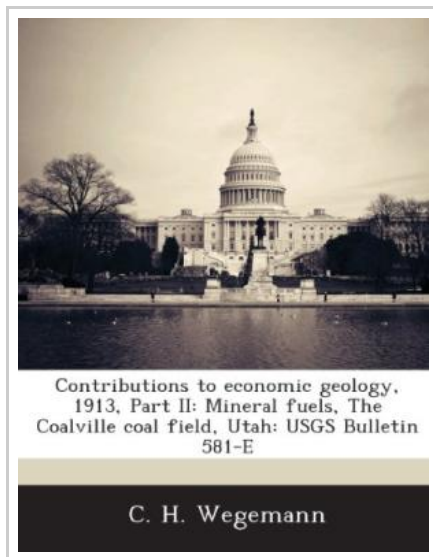 Contributions to economic geology,
1913, Part II: Mineral fuels, The
Coalville coal field, Utah: USGS Bulletin
581-E
C. H. Wegemann